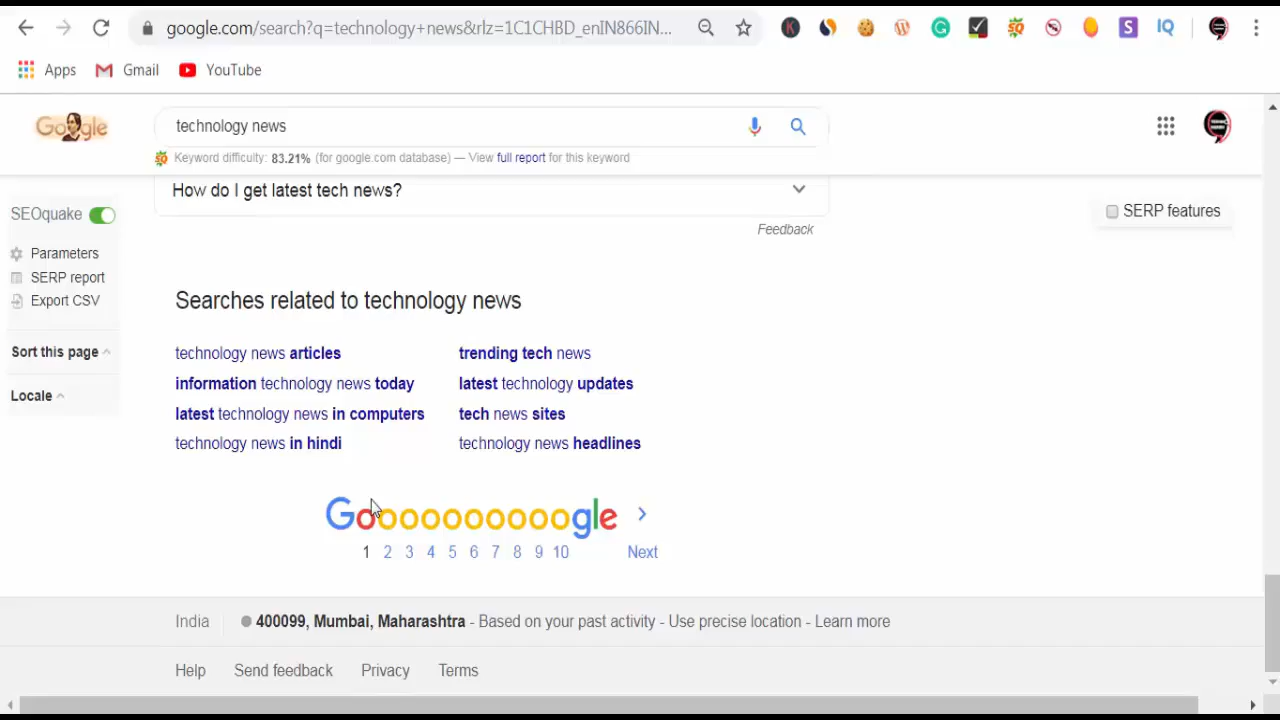 google.com/search?q=technology+news&rlz=1C1CHBD_enIN866IN...
Apps Gmail YouTube
Google
technology news
Keyword difficulty: 83.21% (for google.com database) — View full report for this keyword
How do I get latest tech news?
Feedback
SEOquake
Parameters
SERP report
Export CSV
Sort this page
Locale
SERP features
Searches related to technology news
technology news articles
information technology news today
latest technology news in computers
technology news in hindi
trending tech news
latest technology updates
tech news sites
technology news headlines
Goooooooooogle
1 2 3 4 5 6 7 8 9 10 Next
India 400099, Mumbai, Maharashtra - Based on your past activity - Use precise location - Learn more
Help Send feedback Privacy Terms